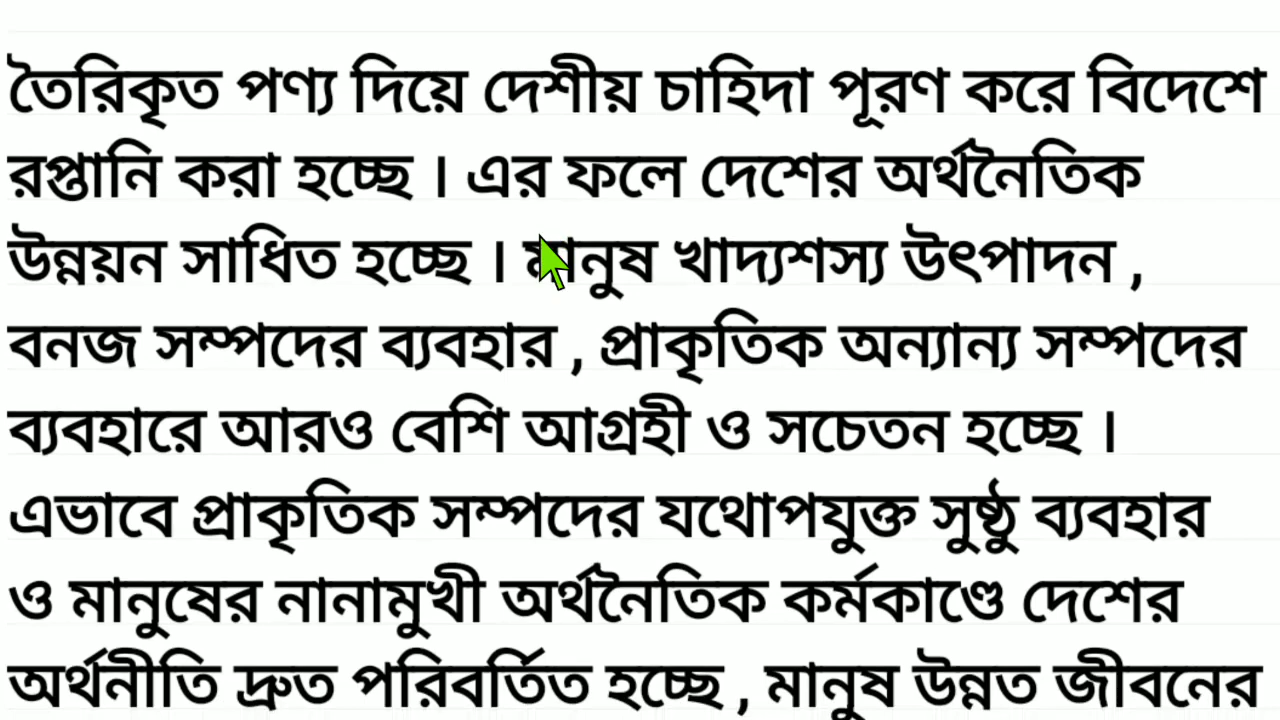 তৈরিকৃত পণ্য দিয়ে দেশীয় চাহিদা পূরণ করে বিদেশে
রপ্তানি করা হচ্ছে । এর ফলে দেশের অর্থনৈতিক
উন্নয়ন সাধিত হচ্ছে । মানুষ খাদ্যশস্য উৎপাদন ,
বনজ সম্পদের ব্যবহার , প্রাকৃতিক অন্যান্য সম্পদের
ব্যবহারে আরও বেশি আগ্রহী ও সচেতন হচ্ছে ।
এভাবে প্রাকৃতিক সম্পদের যথোপযুক্ত সুষ্ঠু ব্যবহার
ও মানুষের নানামুখী অর্থনৈতিক কর্মকাণ্ডে দেশের
অর্থনীতি দ্রুত পরিবর্তিত হচ্ছে , মানুষ উন্নত জীবনের